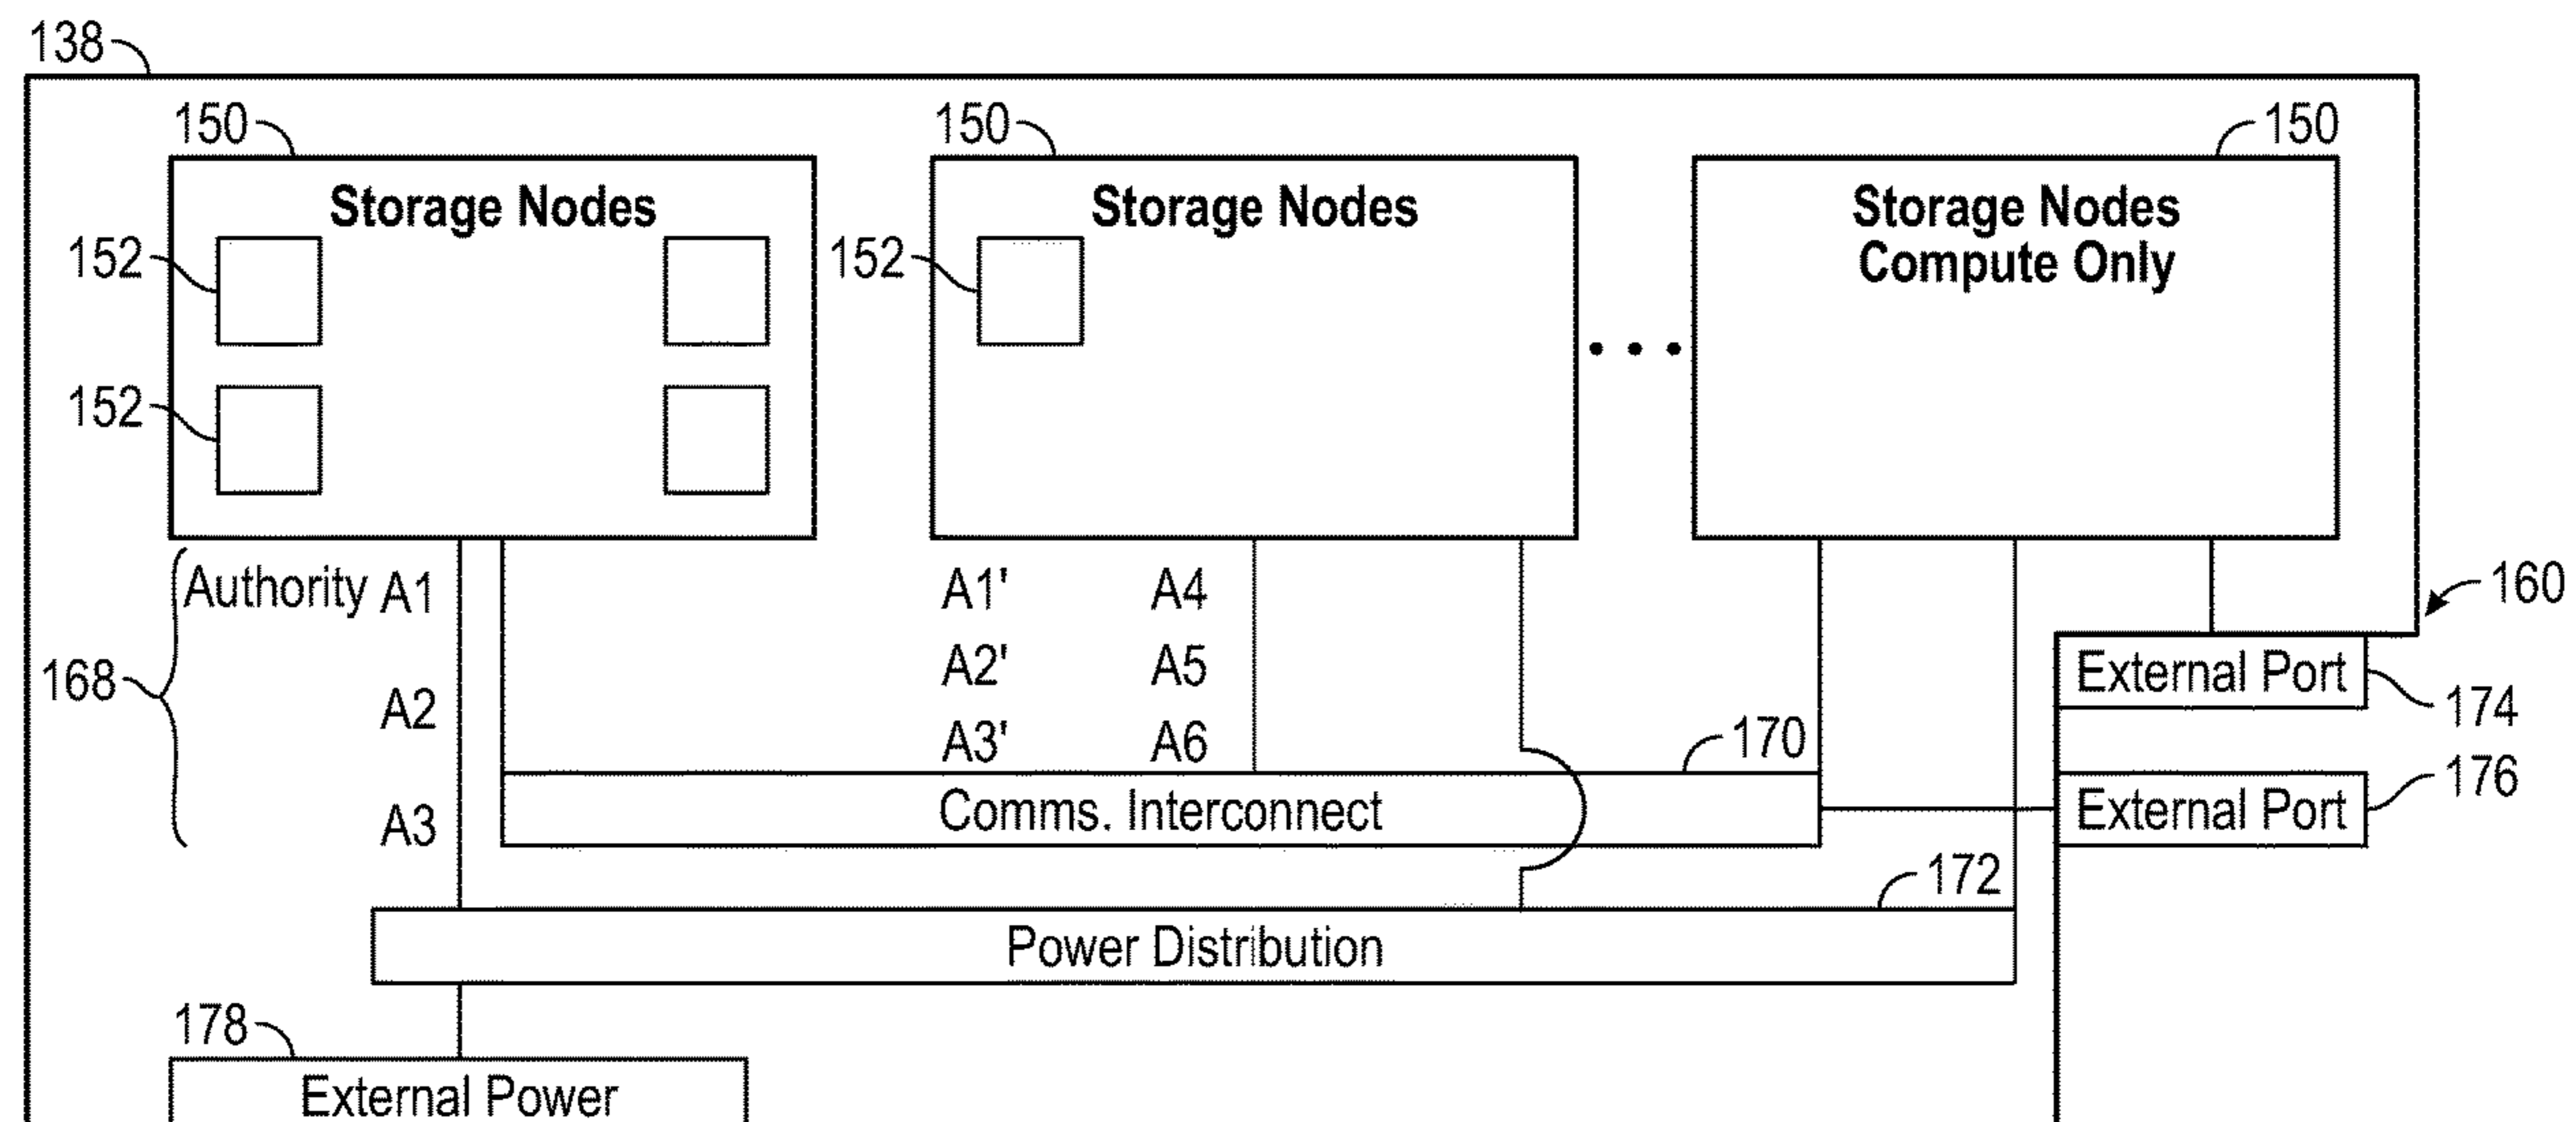 138
150
150
150
Storage Nodes
Storage Nodes
Storage Nodes
Compute Only
152
152
152
Authority A1
A1' A4
160
168
A2
A2' A5
External Port
174
A3' A6
170
176
A3
Comms. Interconnect
External Port
172
Power Distribution
178
External Power